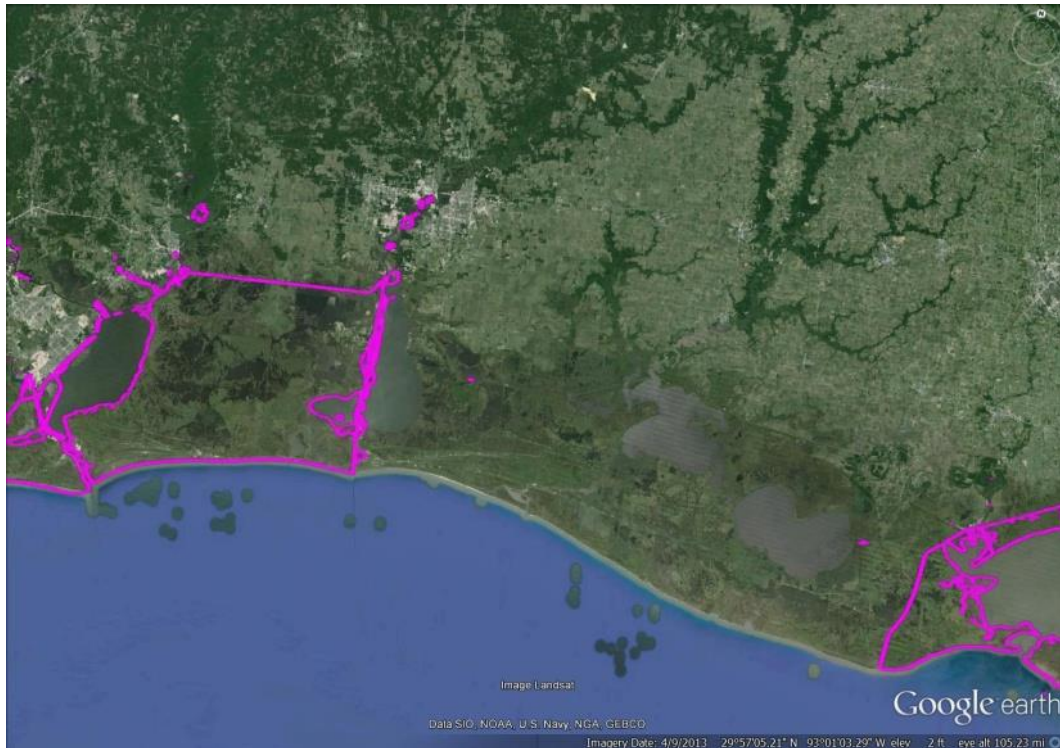 N
Image Landsat
Google earth
Data SIO, NOAA, U.S. Navy, NGA, GEBCO
Imagery Date: 4/9/2013 29°57'05.21" N 93°01'03.29" W elev 2 ft eye alt 105.23 mi